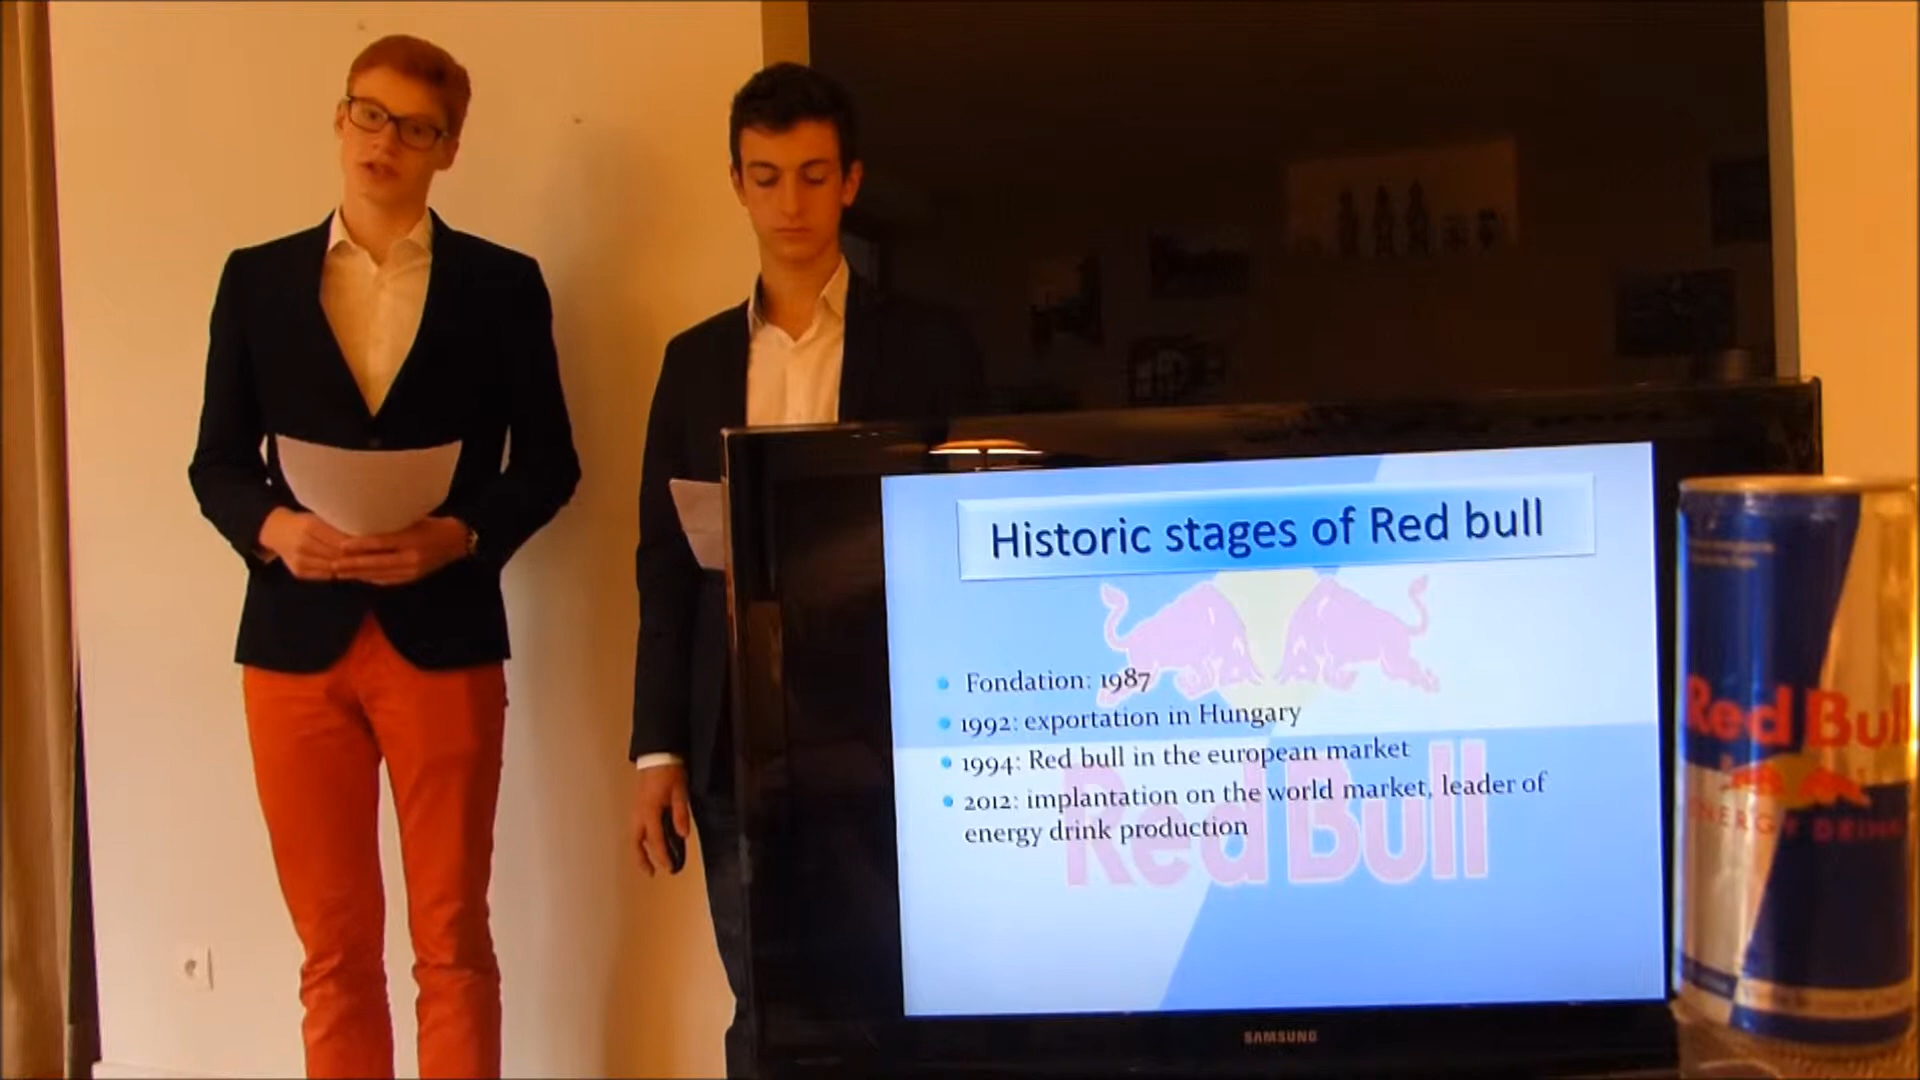 Historic stages of Red bull
Fondation: 1987
1992: exportation in Hungary
1994: Red bull in the european market
2012: implantation on the world market, leader of
energy drink production
Red Bull
SAMSUNG
Red Bull
ENERGY DRINK